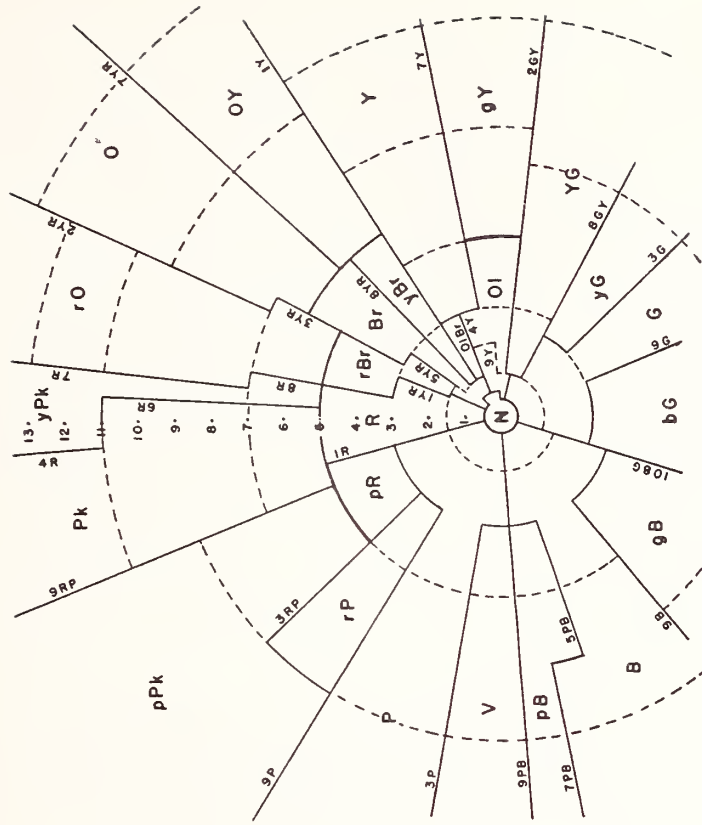 7YR
1Y
7Y
2GY
O
OY
Y
gY
YG
8GY
2YR
rO
yBr
Ol
yG
3G
G
6G
7R
3YR
Br
8YR
OlBr
4Y
9Y
yPk
8R
rBr
5YR
1YR
6R
13.
12.
11.
10.
9.
8.
7.
6.
5.
4.
3.
2.
1.
R
N
bG
4R
1R
Pk
pR
10BG
gB
9RP
3RP
rP
9B
5PB
B
pPk
P
V
pB
9P
3P
9PB
7PB